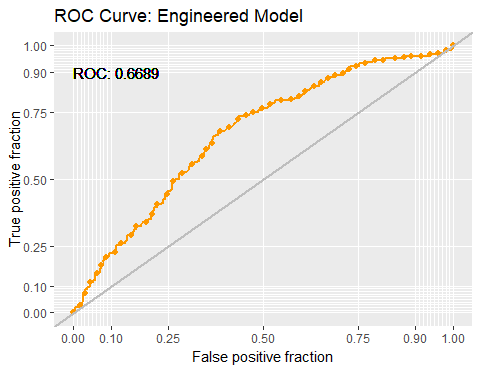 ROC Curve: Engineered Model
1.00
0.90
ROC: 0.6689
0.75
0.50
0.25
0.10
0.00
True positive fraction
0.00 0.10 0.25 0.50 0.75 0.90 1.00
False positive fraction